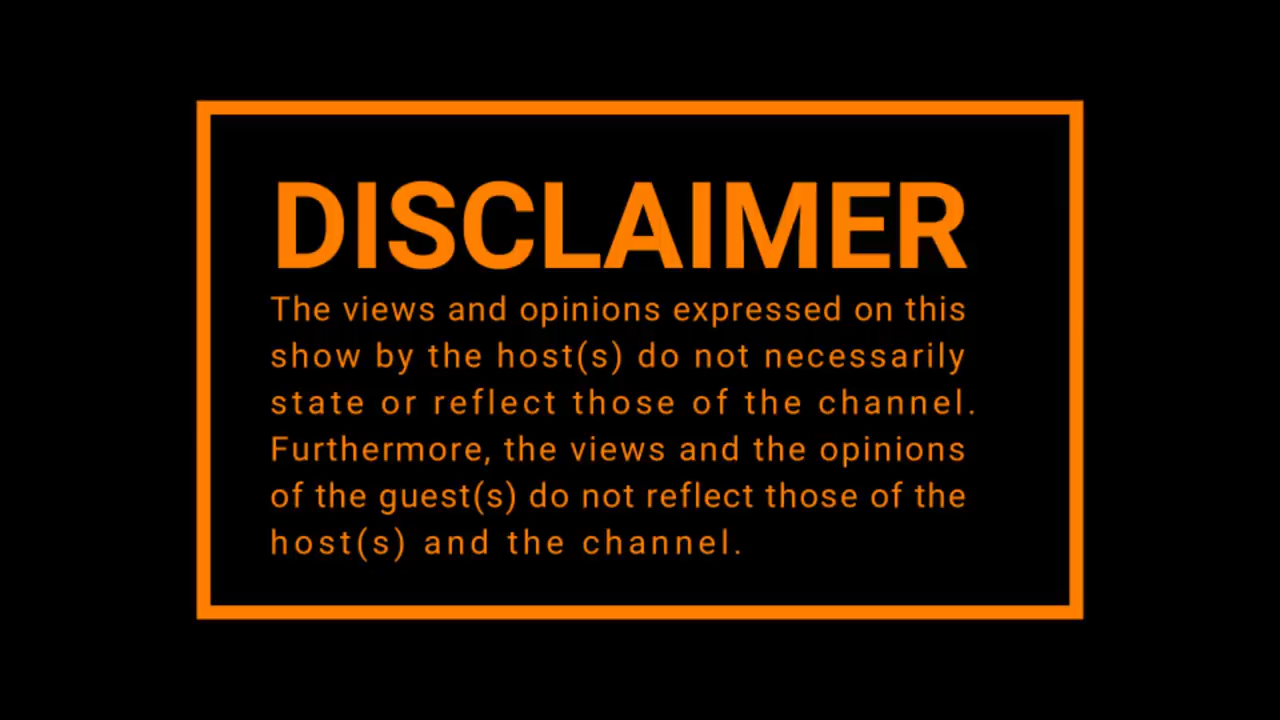 DISCLAIMER
The views and opinions expressed on this
show by the host(s) do not necessarily
state or reflect those of the channel.
Furthermore, the views and the opinions
of the guest(s) do not reflect those of the
host(s) and the channel.